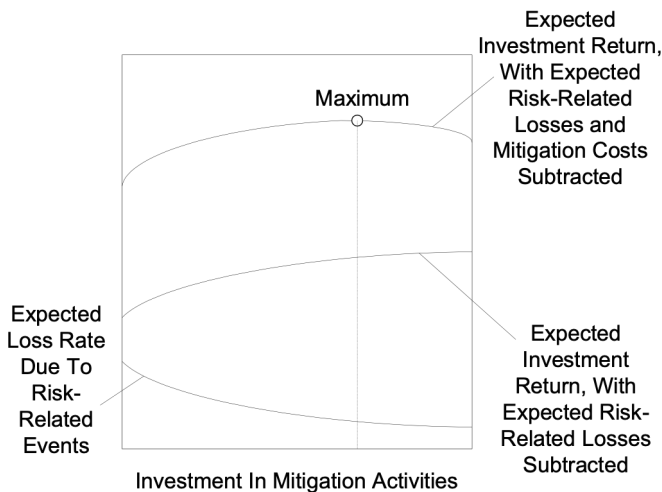 Expected
Investment Return,
With Expected
Risk-Related
Losses and
Mitigation Costs
Subtracted
Maximum
Expected
Loss Rate
Due To
Risk-
Related
Events
Expected
Investment
Return, With
Expected Risk-
Related Losses
Subtracted
Investment In Mitigation Activities